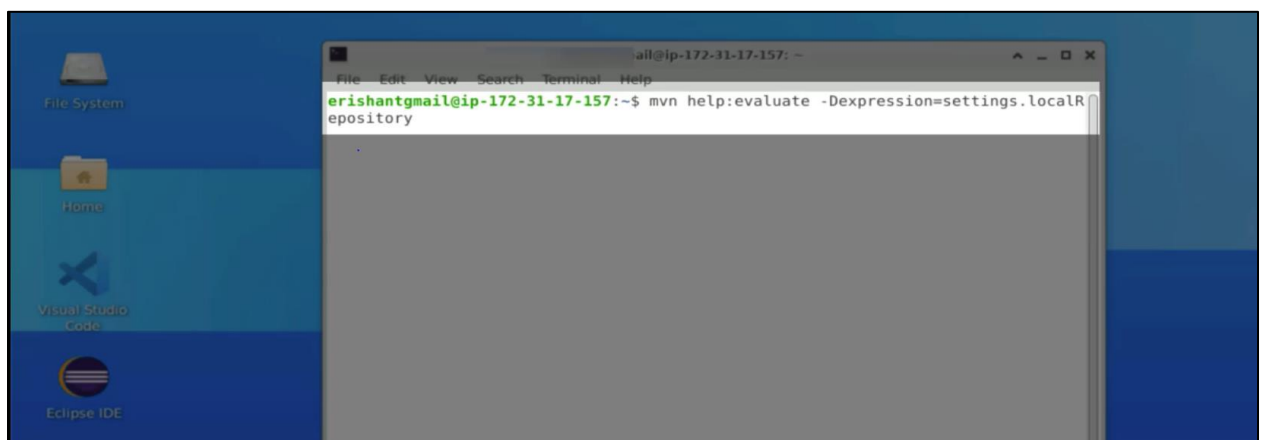 ail@ip-172-31-17-157: ~
File Edit View Search Terminal Help
erishantgmail@ip-172-31-17-157:~$ mvn help:evaluate -Dexpression=settings.localR
epository
File System
Home
Visual Studio
Code
Eclipse IDE